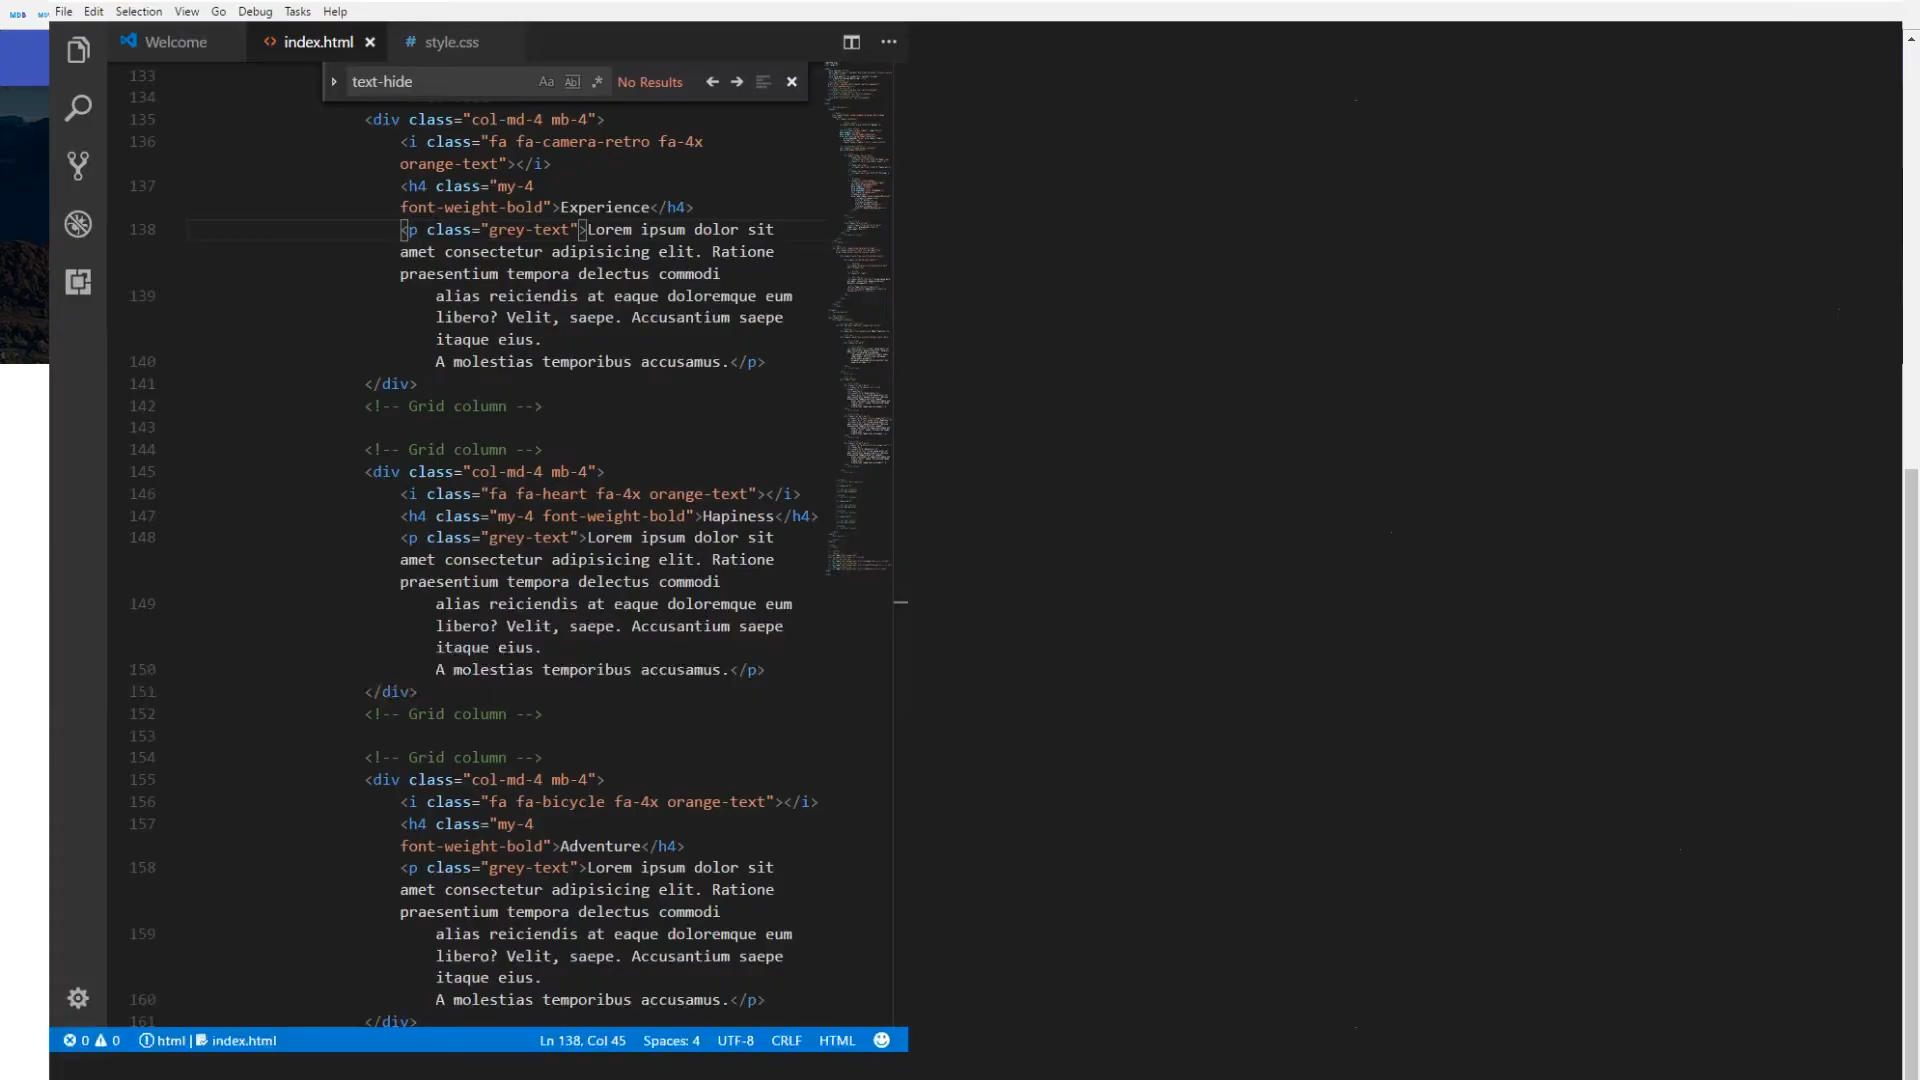 MDB
File Edit Selection View Go Debug Tasks Help
Welcome index.html style.css
text-hide Aa Ab| .* No Results
133
134
135 <div class="col-md-4 mb-4">
136 <i class="fa fa-camera-retro fa-4x
orange-text"></i>
137 <h4 class="my-4
font-weight-bold">Experience</h4>
138 <p class="grey-text">Lorem ipsum dolor sit
amet consectetur adipisicing elit. Ratione
praesentium tempora delectus commodi
139 alias reiciendis at eaque doloremque eum
libero? Velit, saepe. Accusantium saepe
itaque eius.
140 A molestias temporibus accusamus.</p>
141 </div>
142 <!-- Grid column -->
143
144 <!-- Grid column -->
145 <div class="col-md-4 mb-4">
146 <i class="fa fa-heart fa-4x orange-text"></i>
147 <h4 class="my-4 font-weight-bold">Hapiness</h4>
148 <p class="grey-text">Lorem ipsum dolor sit
amet consectetur adipisicing elit. Ratione
praesentium tempora delectus commodi
149 alias reiciendis at eaque doloremque eum
libero? Velit, saepe. Accusantium saepe
itaque eius.
150 A molestias temporibus accusamus.</p>
151 </div>
152 <!-- Grid column -->
153
154 <!-- Grid column -->
155 <div class="col-md-4 mb-4">
156 <i class="fa fa-bicycle fa-4x orange-text"></i>
157 <h4 class="my-4
font-weight-bold">Adventure</h4>
158 <p class="grey-text">Lorem ipsum dolor sit
amet consectetur adipisicing elit. Ratione
praesentium tempora delectus commodi
159 alias reiciendis at eaque doloremque eum
libero? Velit, saepe. Accusantium saepe
itaque eius.
160 A molestias temporibus accusamus.</p>
161 </div>
0 0 html | index.html Ln 138, Col 45 Spaces: 4 UTF-8 CRLF HTML